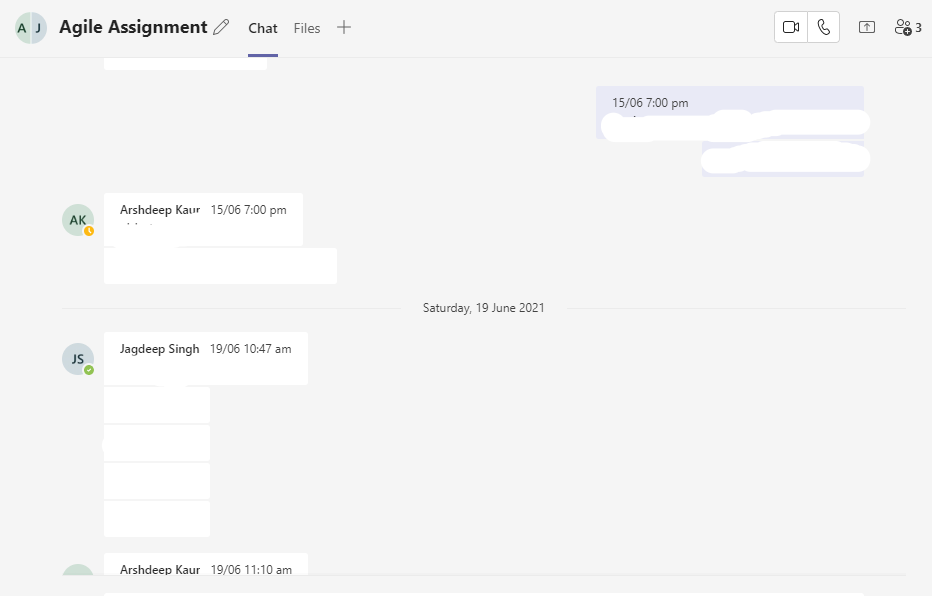 A J Agile Assignment Chat Files 3
15/06 7:00 pm
AK Arshdeep Kaur 15/06 7:00 pm
Saturday, 19 June 2021
JS Jagdeep Singh 19/06 10:47 am
Arshdeep Kaur 19/06 11:10 am